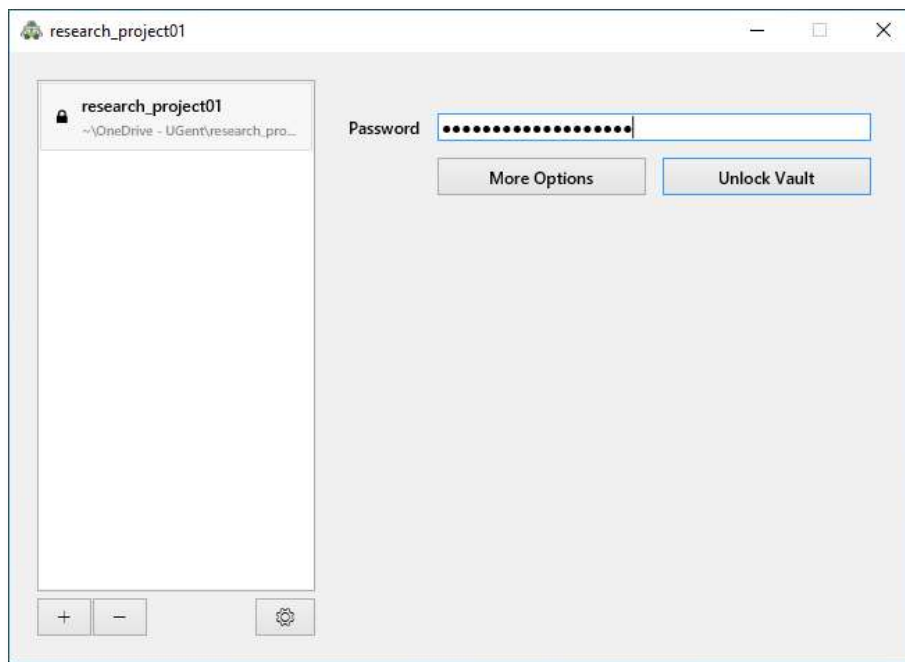 research_project01
research_project01
~\OneDrive - UGent\research_pro...
Password ●●●●●●●●●●●●●●●●●●●
More Options
Unlock Vault
+ −